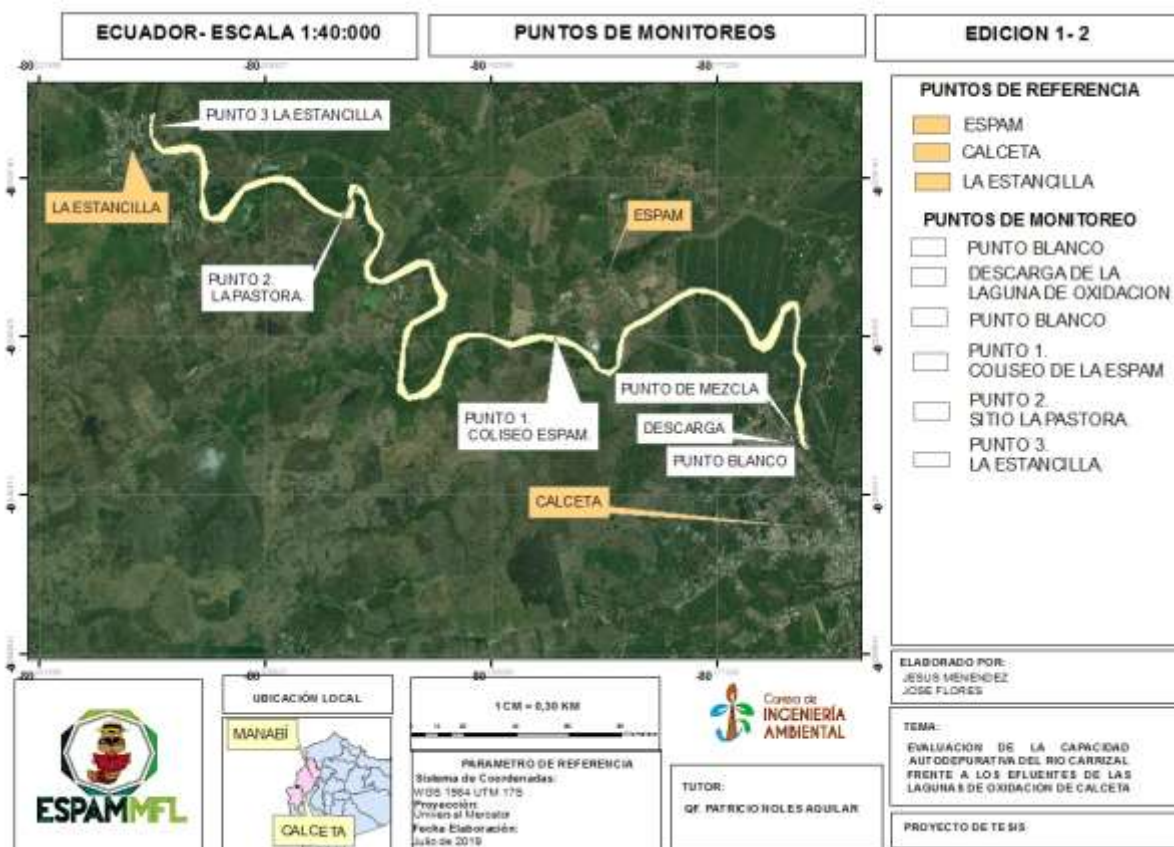 ECUADOR- ESCALA 1:40:000
PUNTOS DE MONITOREOS
EDICION 1- 2
PUNTO 3 LA ESTANCILLA
LA ESTANCILLA
ESPAM
PUNTO 2.
LA PASTORA.
PUNTO DE MEZCLA
PUNTO 1.
COLISEO ESPAM.
DESCARGA
PUNTO BLANCO
CALCETA
PUNTOS DE REFERENCIA
ESPAM
CALCETA
LA ESTANCILLA
PUNTOS DE MONITOREO
PUNTO BLANCO
DESCARGA DE LA
LAGUNA DE OXIDACION
PUNTO BLANCO
PUNTO 1.
COLISEO DE LA ESPAM
PUNTO 2.
SITIO LA PASTORA.
PUNTO 3.
LA ESTANCILLA
ESPAMMFL
UBICACIÓN LOCAL
MANABÍ
CALCETA
1 CM = 0,30 KM
PARAMETRO DE REFERENCIA
Sistema de Coordenadas:
WGS 1984 UTM 17S
Proyección:
Universal Mercator
Fecha Elaboración:
Julio de 2019
Carrera de
INGENIERÍA
AMBIENTAL
TUTOR:
QF. PATRICIO NOLES AGUILAR
ELABORADO POR:
JESUS MENENDEZ
JOSE FLORES
TEMA:
EVALUACION DE LA CAPACIDAD
AUTODEPURATIVA DEL RIO CARRIZAL
FRENTE A LOS EFLUENTES DE LAS
LAGUNAS DE OXIDACION DE CALCETA
PROYECTO DE TESIS